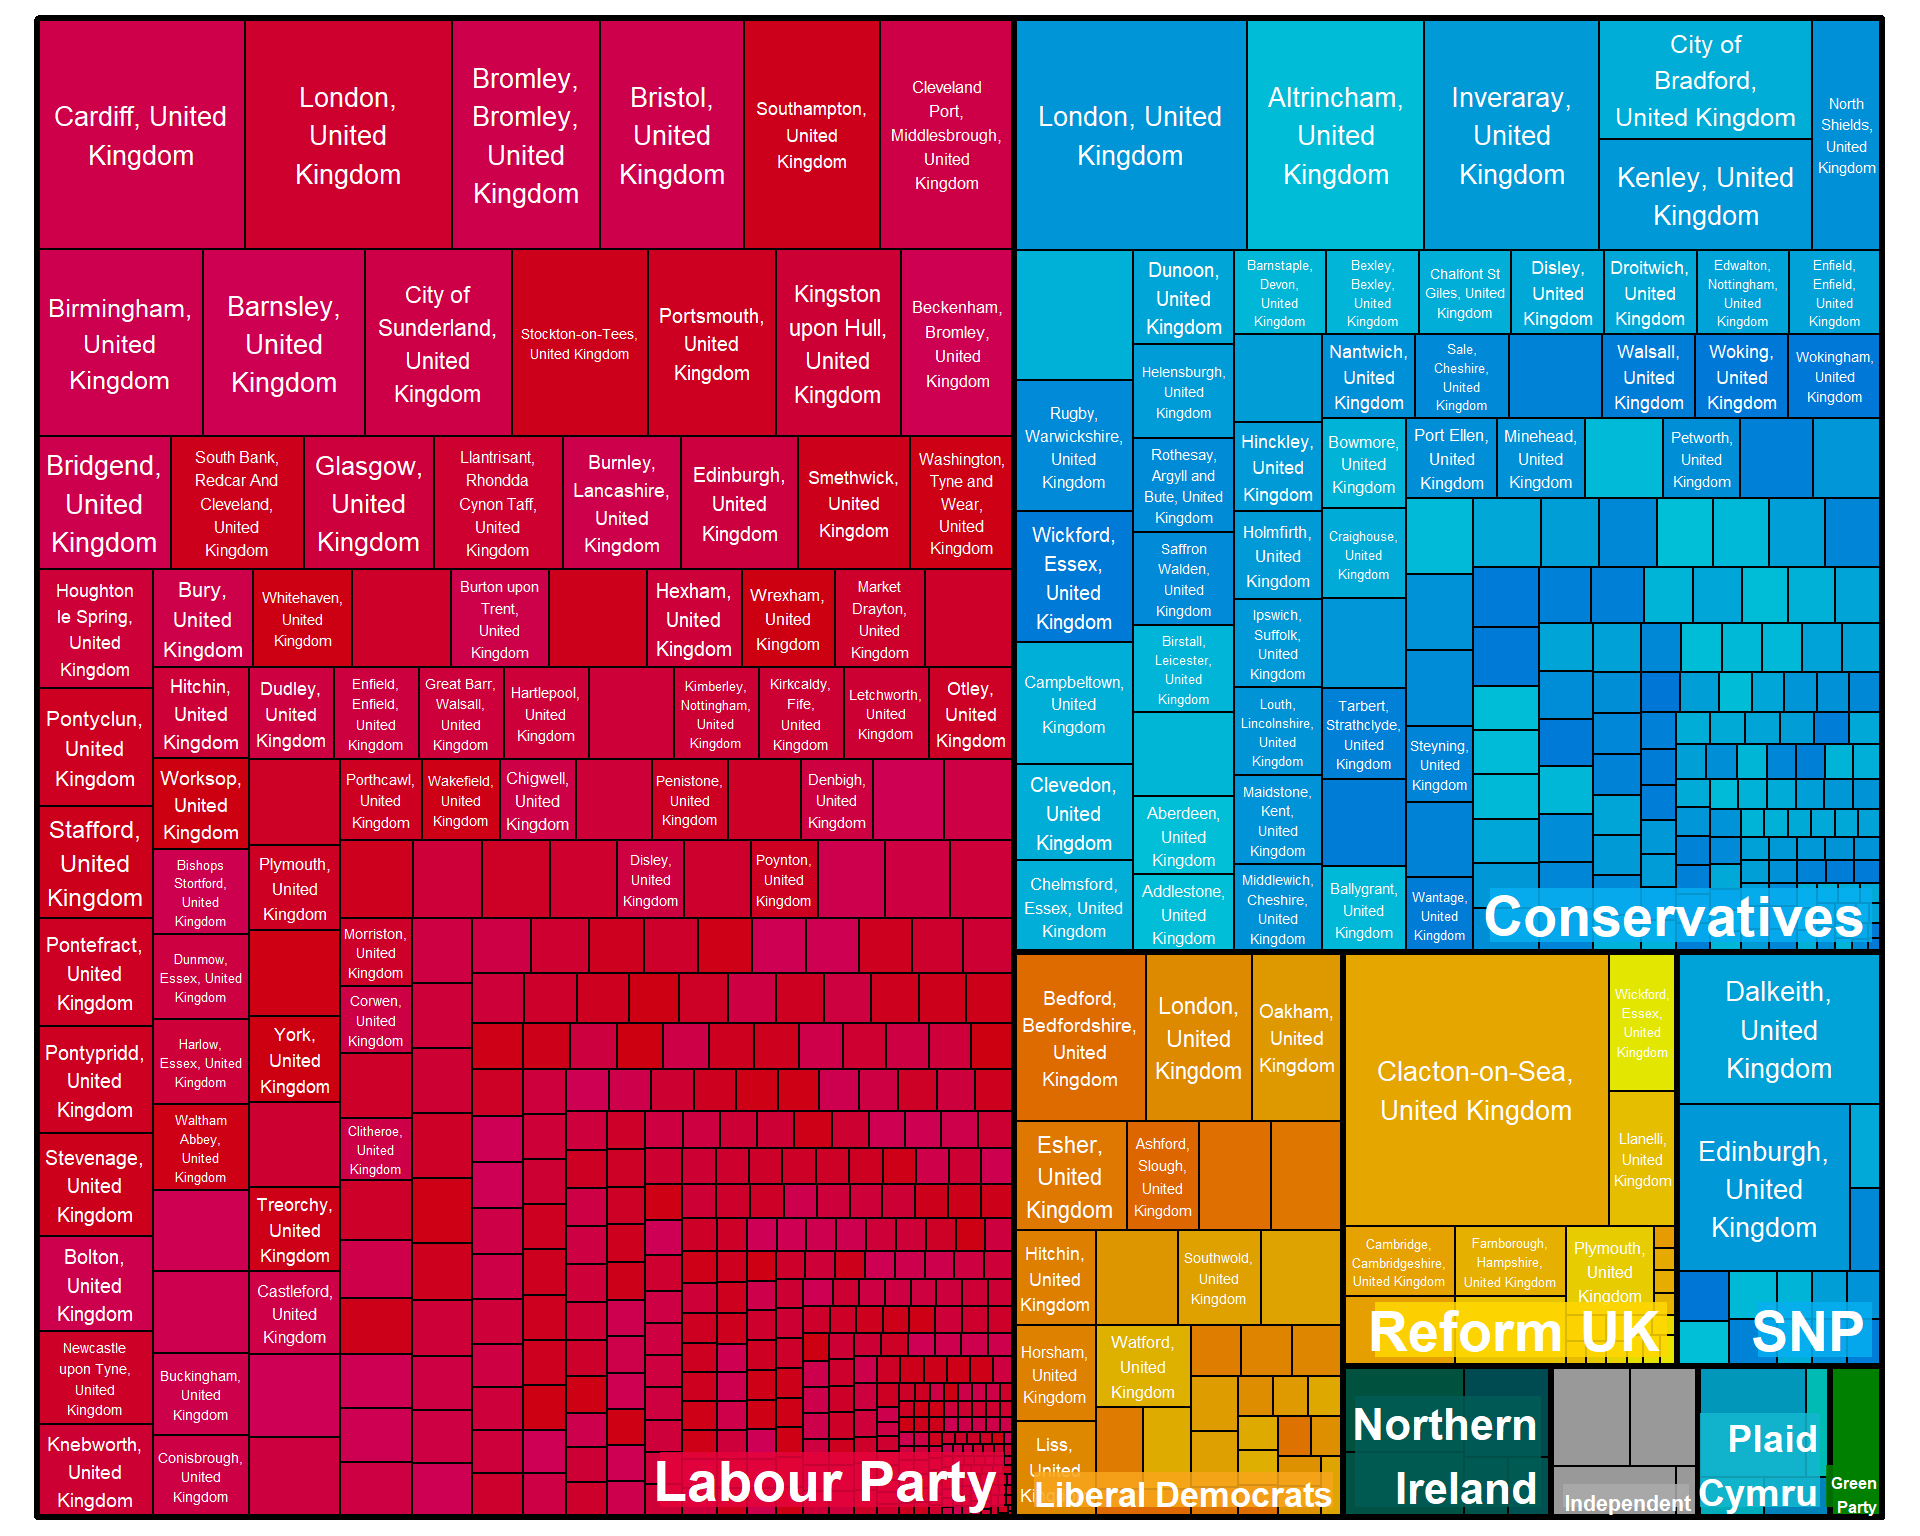 Cardiff, United
Kingdom
London,
United
Kingdom
Bromley,
Bromley,
United
Kingdom
Bristol,
United
Kingdom
Southampton,
United
Kingdom
Cleveland
Port,
Middlesbrough,
United
Kingdom
Birmingham,
United
Kingdom
Barnsley,
United
Kingdom
City of
Sunderland,
United
Kingdom
Stockton-on-Tees,
United Kingdom
Portsmouth,
United
Kingdom
Kingston
upon Hull,
United
Kingdom
Beckenham,
Bromley,
United
Kingdom
Bridgend,
United
Kingdom
South Bank,
Redcar And
Cleveland,
United
Kingdom
Glasgow,
United
Kingdom
Llantrisant,
Rhondda
Cynon Taff,
United
Kingdom
Burnley,
Lancashire,
United
Kingdom
Edinburgh,
United
Kingdom
Smethwick,
United
Kingdom
Washington,
Tyne and
Wear,
United
Kingdom
Houghton
le Spring,
United
Kingdom
Bury,
United
Kingdom
Whitehaven,
United
Kingdom
Burton upon
Trent,
United
Kingdom
Hexham,
United
Kingdom
Wrexham,
United
Kingdom
Market
Drayton,
United
Kingdom
Pontyclun,
United
Kingdom
Hitchin,
United
Kingdom
Dudley,
United
Kingdom
Enfield,
Enfield,
United
Kingdom
Great Barr,
Walsall,
United
Kingdom
Hartlepool,
United
Kingdom
Kimberley,
Nottingham,
United
Kingdom
Kirkcaldy,
Fife,
United
Kingdom
Letchworth,
United
Kingdom
Otley,
United
Kingdom
Stafford,
United
Kingdom
Worksop,
United
Kingdom
Porthcawl,
United
Kingdom
Wakefield,
United
Kingdom
Chigwell,
United
Kingdom
Penistone,
United
Kingdom
Denbigh,
United
Kingdom
Bishops
Stortford,
United
Kingdom
Plymouth,
United
Kingdom
Disley,
United
Kingdom
Poynton,
United
Kingdom
Pontefract,
United
Kingdom
Dunmow,
Essex, United
Kingdom
Morriston,
United
Kingdom
Corwen,
United
Kingdom
Pontypridd,
United
Kingdom
Harlow,
Essex, United
Kingdom
York,
United
Kingdom
Waltham
Abbey,
United
Kingdom
Clitheroe,
United
Kingdom
Stevenage,
United
Kingdom
Treorchy,
United
Kingdom
Bolton,
United
Kingdom
Castleford,
United
Kingdom
Newcastle
upon Tyne,
United
Kingdom
Buckingham,
United
Kingdom
Knebworth,
United
Kingdom
Conisbrough,
United
Kingdom
Labour Party
London, United
Kingdom
Altrincham,
United
Kingdom
Inveraray,
United
Kingdom
City of
Bradford,
United Kingdom
Kenley, United
Kingdom
North
Shields,
United
Kingdom
Dunoon,
United
Kingdom
Barnstaple,
Devon,
United
Kingdom
Bexley,
Bexley,
United
Kingdom
Chalfont St
Giles, United
Kingdom
Disley,
United
Kingdom
Droitwich,
United
Kingdom
Edwalton,
Nottingham,
United
Kingdom
Enfield,
Enfield,
United
Kingdom
Helensburgh,
United
Kingdom
Nantwich,
United
Kingdom
Sale,
Cheshire,
United
Kingdom
Walsall,
United
Kingdom
Woking,
United
Kingdom
Wokingham,
United
Kingdom
Rugby,
Warwickshire,
United
Kingdom
Rothesay,
Argyll and
Bute, United
Kingdom
Hinckley,
United
Kingdom
Bowmore,
United
Kingdom
Port Ellen,
United
Kingdom
Minehead,
United
Kingdom
Petworth,
United
Kingdom
Wickford,
Essex,
United
Kingdom
Saffron
Walden,
United
Kingdom
Holmfirth,
United
Kingdom
Craighouse,
United
Kingdom
Birstall,
Leicester,
United
Kingdom
Ipswich,
Suffolk,
United
Kingdom
Campbeltown,
United
Kingdom
Louth,
Lincolnshire,
United
Kingdom
Tarbert,
Strathclyde,
United
Kingdom
Steyning,
United
Kingdom
Clevedon,
United
Kingdom
Aberdeen,
United
Kingdom
Maidstone,
Kent,
United
Kingdom
Chelmsford,
Essex, United
Kingdom
Addlestone,
United
Kingdom
Middlewich,
Cheshire,
United
Kingdom
Ballygrant,
United
Kingdom
Wantage,
United
Kingdom
Conservatives
Bedford,
Bedfordshire,
United
Kingdom
London,
United
Kingdom
Oakham,
United
Kingdom
Esher,
United
Kingdom
Ashford,
Slough,
United
Kingdom
Hitchin,
United
Kingdom
Southwold,
United
Kingdom
Horsham,
United
Kingdom
Watford,
United
Kingdom
Liss,
United
Liberal Democrats
Clacton-on-Sea,
United Kingdom
Wickford,
Essex,
United
Kingdom
Llanelli,
United
Kingdom
Cambridge,
Cambridgeshire,
United Kingdom
Farnborough,
Hampshire,
United Kingdom
Plymouth,
United
Kingdom
Reform UK
Dalkeith,
United
Kingdom
Edinburgh,
United
Kingdom
SNP
Northern
Ireland
Independent
Plaid
Cymru
Green
Party